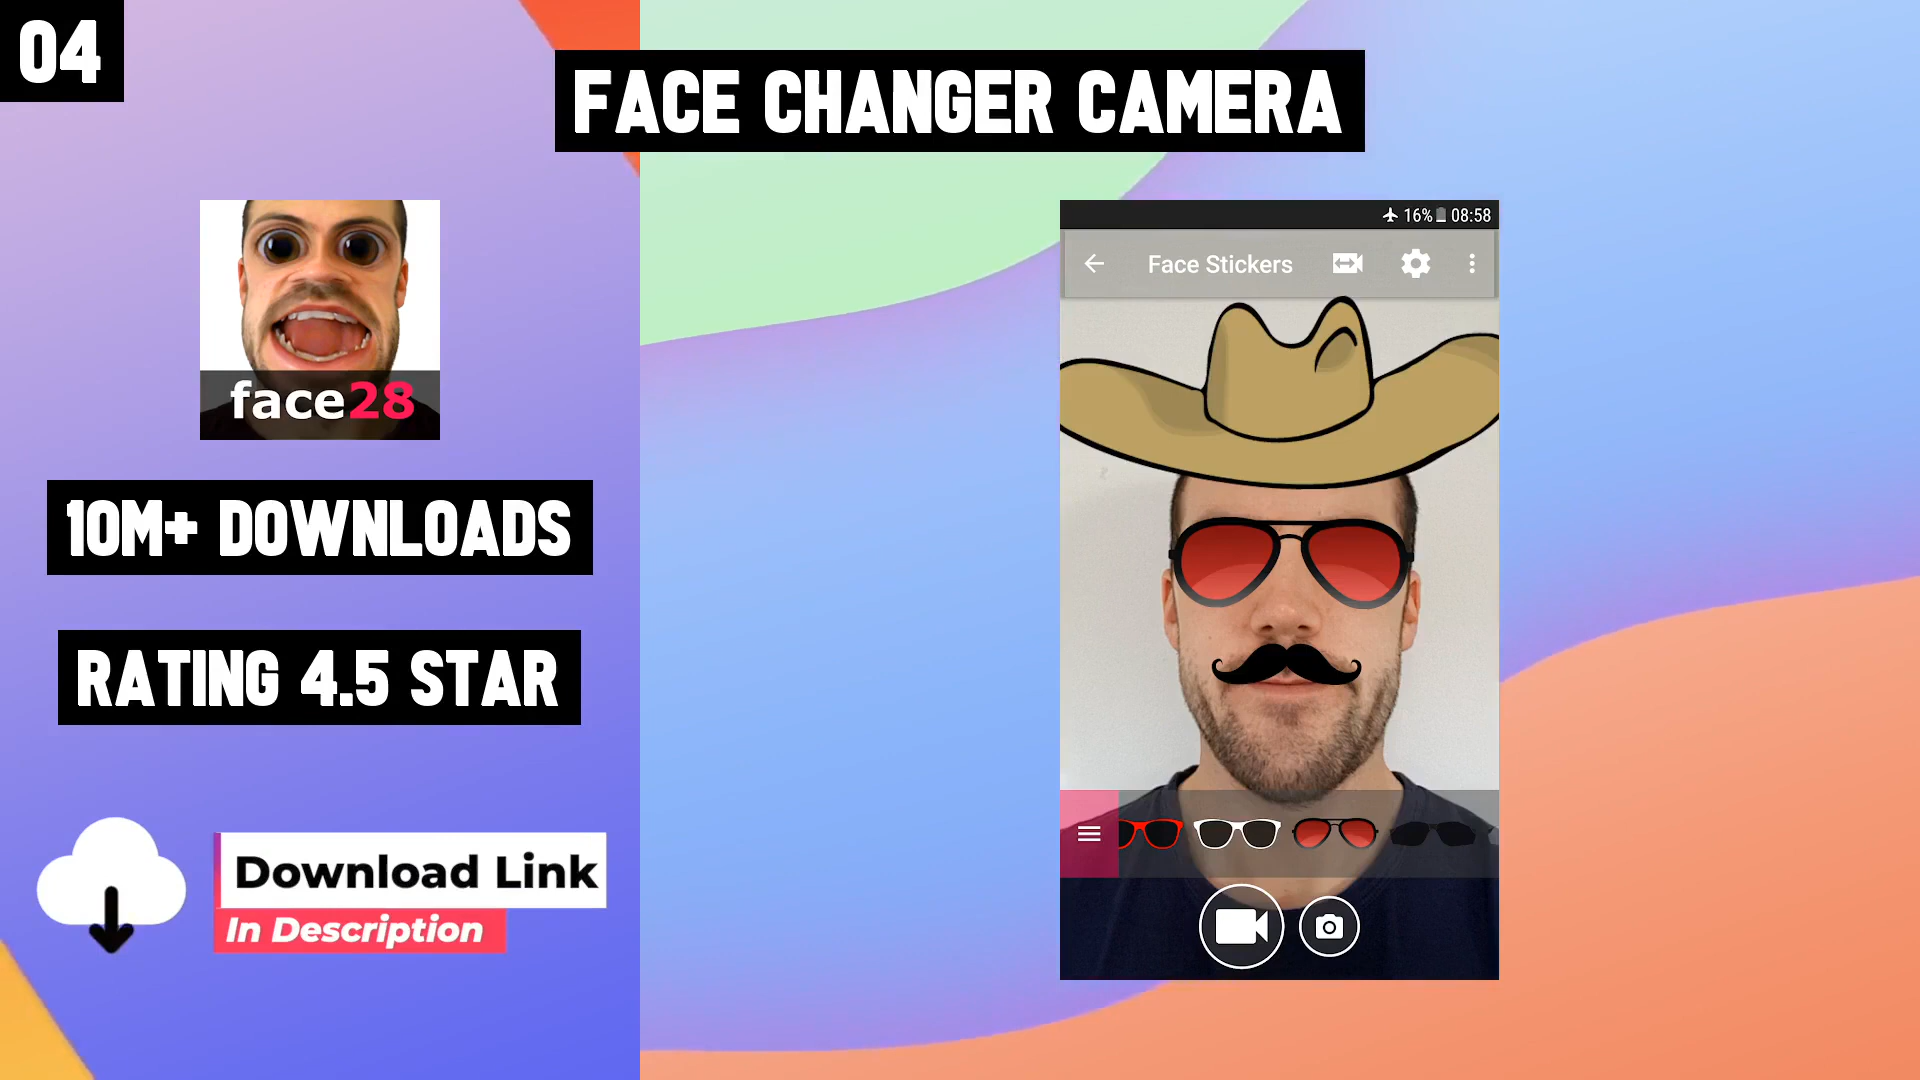 04
FACE CHANGER CAMERA
face28
10M+ DOWNLOADS
RATING 4.5 STAR
Download Link
In Description
16% 08:58
Face Stickers